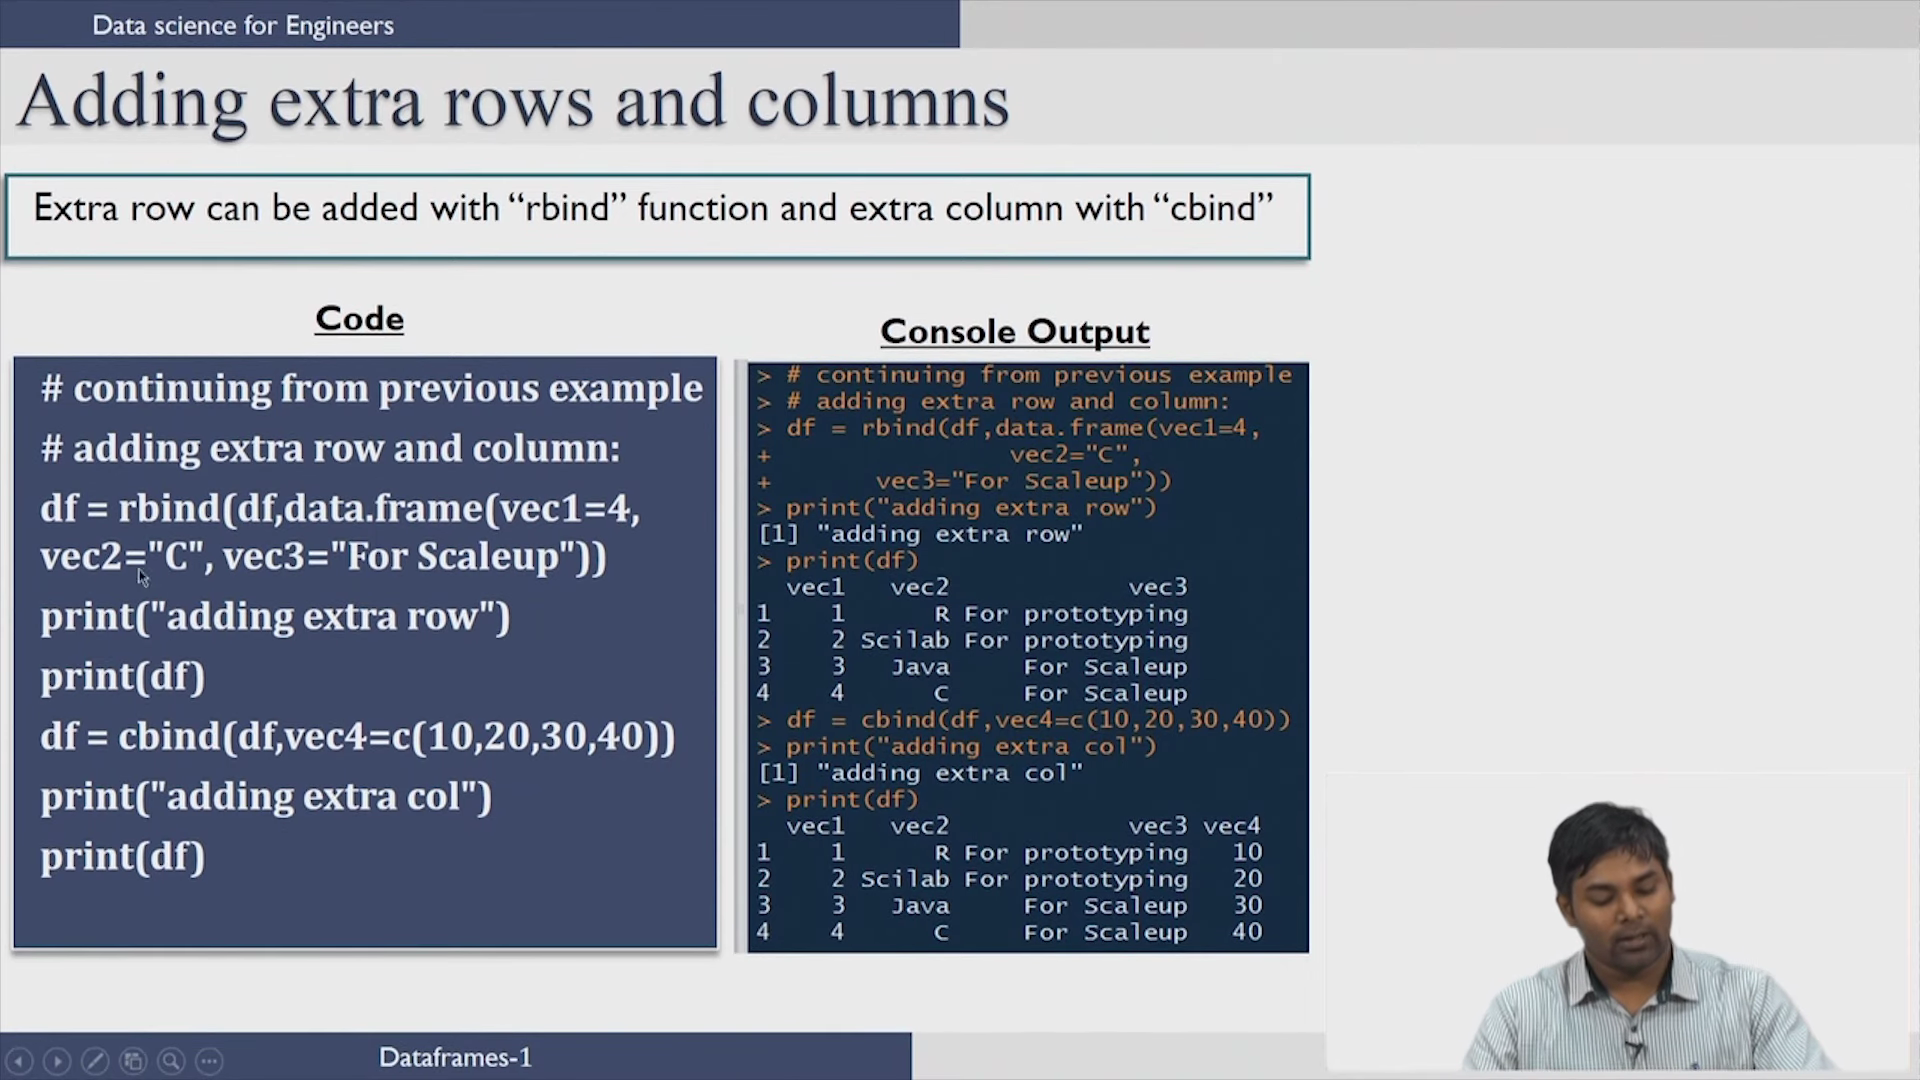 Data science for Engineers
Adding extra rows and columns
Extra row can be added with “rbind” function and extra column with “cbind”
Code
# continuing from previous example
# adding extra row and column:
df = rbind(df,data.frame(vec1=4,
vec2="C", vec3="For Scaleup"))
print("adding extra row")
print(df)
df = cbind(df,vec4=c(10,20,30,40))
print("adding extra col")
print(df)
Console Output
> # continuing from previous example
> # adding extra row and column:
> df = rbind(df,data.frame(vec1=4,
+ vec2="C",
+ vec3="For Scaleup"))
> print("adding extra row")
[1] "adding extra row"
> print(df)
vec1 vec2 vec3
1 1 R For prototyping
2 2 Scilab For prototyping
3 3 Java For Scaleup
4 4 C For Scaleup
> df = cbind(df,vec4=c(10,20,30,40))
> print("adding extra col")
[1] "adding extra col"
> print(df)
vec1 vec2 vec3 vec4
1 1 R For prototyping 10
2 2 Scilab For prototyping 20
3 3 Java For Scaleup 30
4 4 C For Scaleup 40
Dataframes-1